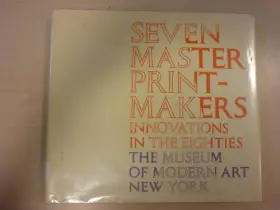 SEVEN
MASTER
PRINT-
MAKERS
INNOVATIONS
IN THE EIGHTIES
THE MUSEUM
OF MODERN ART
NEW YORK